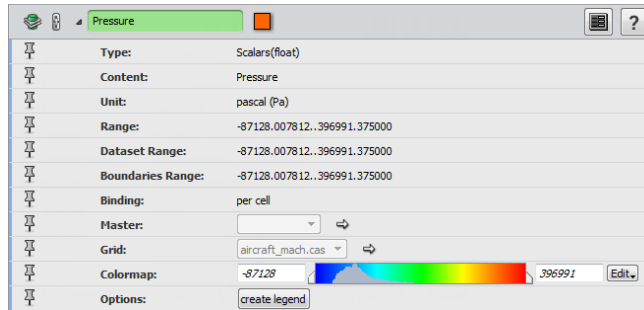 Pressure
?
Type: Scalars(float)
Content: Pressure
Unit: pascal (Pa)
Range: -87128.007812..396991.375000
Dataset Range: -87128.007812..396991.375000
Boundaries Range: -87128.007812..396991.375000
Binding: per cell
Master:
Grid: aircraft_mach.cas
Colormap: -87128 396991 Edit
Options: create legend